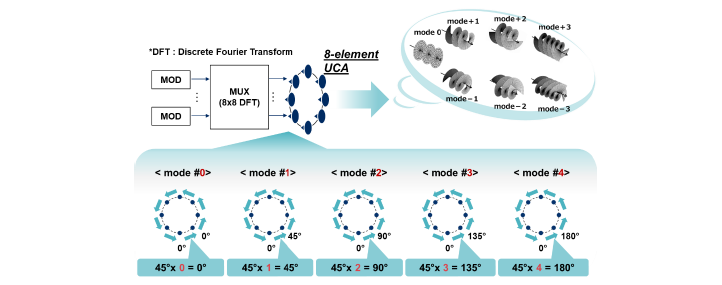 *DFT : Discrete Fourier Transform
8-element
UCA
MOD
⋮
MOD
MUX
(8x8 DFT)
⋮
mode 0
mode+1
mode+2
mode+3
mode−1
mode−2
mode−3
< mode #0>
< mode #1>
< mode #2>
< mode #3>
< mode #4>
0°
0°
45°
0°
90°
0°
135°
0°
180°
0°
45°x 0 = 0°
45°x 1 = 45°
45°x 2 = 90°
45°x 3 = 135°
45°x 4 = 180°